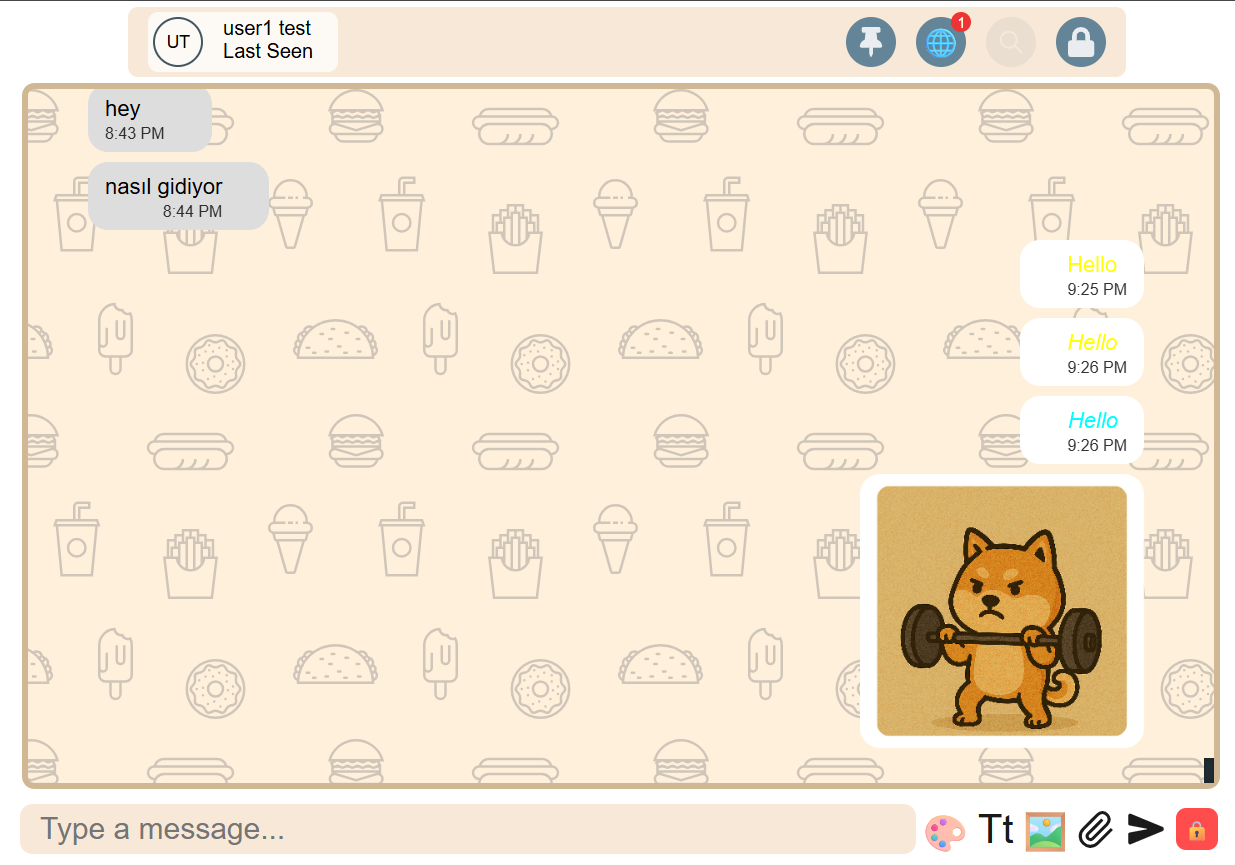 UT
user1 test
Last Seen
1
hey
8:43 PM
nasıl gidiyor
8:44 PM
Hello
9:25 PM
Hello
9:26 PM
Hello
9:26 PM
Type a message...
Tt